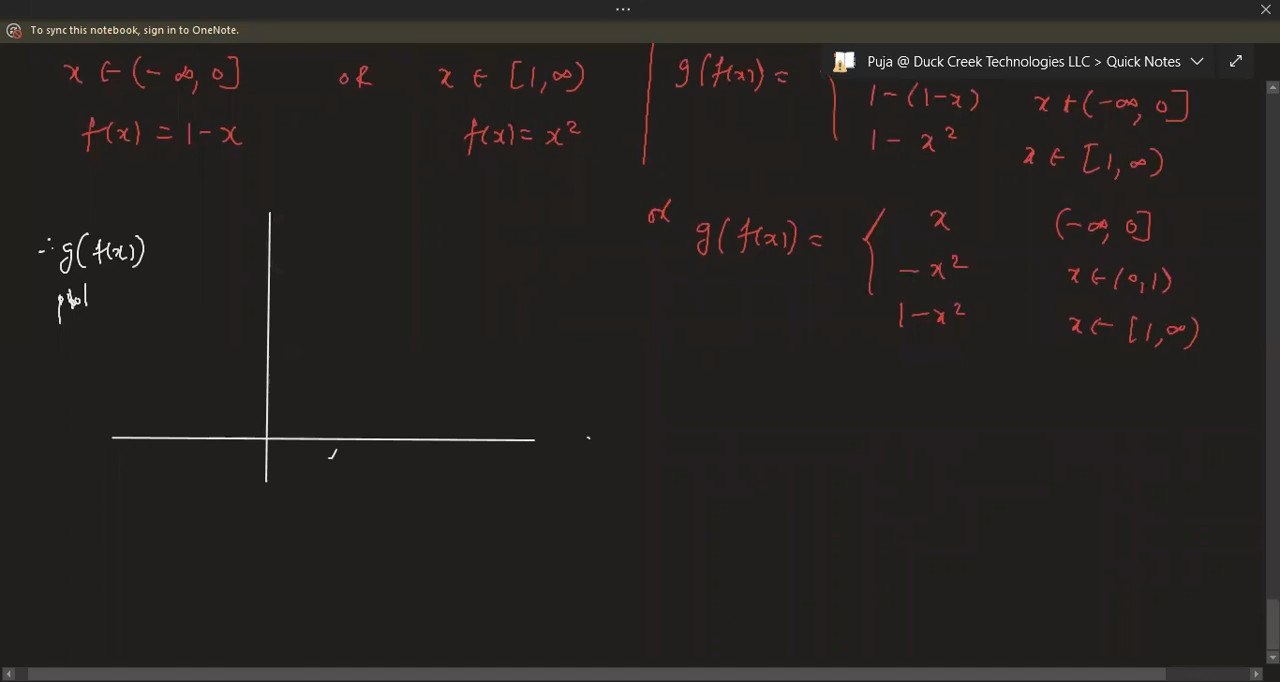 ...
To sync this notebook, sign in to OneNote.
Puja @ Duck Creek Technologies LLC > Quick Notes
x ∈ (-∞, 0] or x ∈ [1, ∞)
f(x) = 1-x f(x) = x²
g(f(x)) =
1-(1-x) x ∈ (-∞, 0]
1-x² x ∈ [1, ∞)
or g(f(x)) = { x (-∞, 0]
-x² x ∈ (0,1)
1-x² x ∈ [1, ∞)
∴ g(f(x))